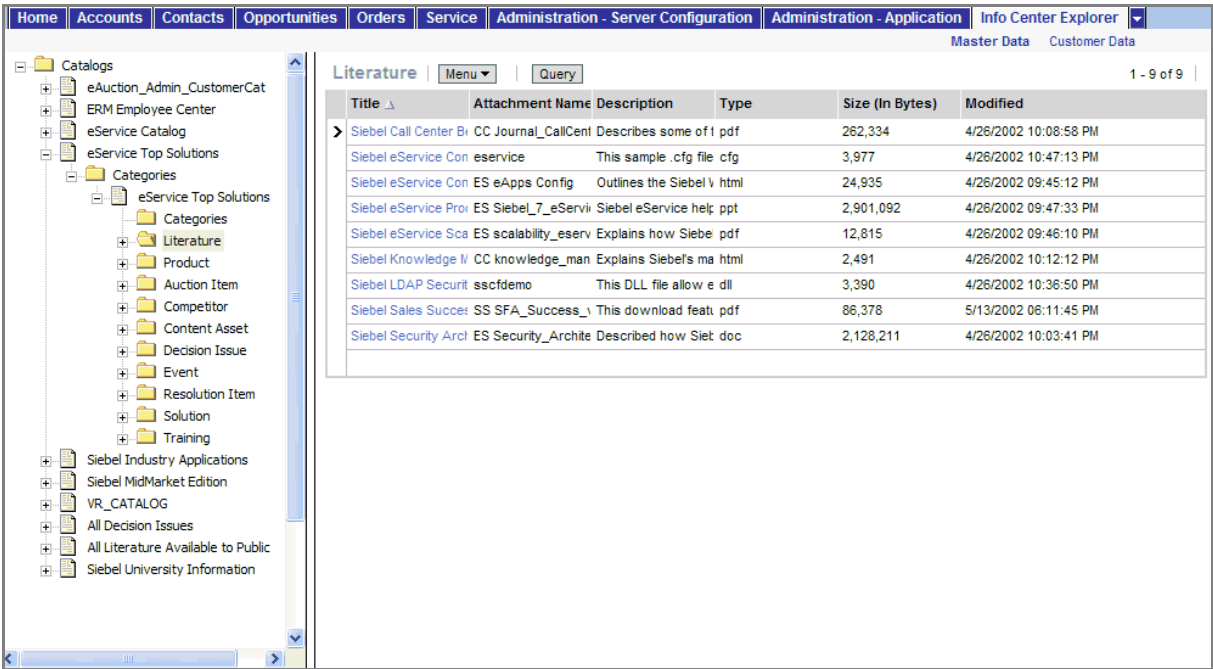 Home Accounts Contacts Opportunities Orders Service Administration - Server Configuration Administration - Application Info Center Explorer
Master Data Customer Data
Catalogs
eAuction_Admin_CustomerCat
ERM Employee Center
eService Catalog
eService Top Solutions
Categories
eService Top Solutions
Categories
Literature
Product
Auction Item
Competitor
Content Asset
Decision Issue
Event
Resolution Item
Solution
Training
Siebel Industry Applications
Siebel MidMarket Edition
VR_CATALOG
All Decision Issues
All Literature Available to Public
Siebel University Information
Literature Menu Query 1 - 9 of 9
Title Attachment Name Description Type Size (In Bytes) Modified
Siebel Call Center Be CC Journal_CallCent Describes some of t pdf 262,334 4/26/2002 10:08:58 PM
Siebel eService Con eservice This sample .cfg file cfg 3,977 4/26/2002 10:47:13 PM
Siebel eService Con ES eApps Config Outlines the Siebel W html 24,935 4/26/2002 09:45:12 PM
Siebel eService Pro ES Siebel_7_eServi Siebel eService help ppt 2,901,092 4/26/2002 09:47:33 PM
Siebel eService Sca ES scalability_eserv Explains how Siebel pdf 12,815 4/26/2002 09:46:10 PM
Siebel Knowledge M CC knowledge_man Explains Siebel's ma html 2,491 4/26/2002 10:12:12 PM
Siebel LDAP Securit sscfdemo This DLL file allow e dll 3,390 4/26/2002 10:36:50 PM
Siebel Sales Succes SS SFA_Success_v This download featu pdf 86,378 5/13/2002 06:11:45 PM
Siebel Security Arch ES Security_Archite Described how Sieb doc 2,128,211 4/26/2002 10:03:41 PM